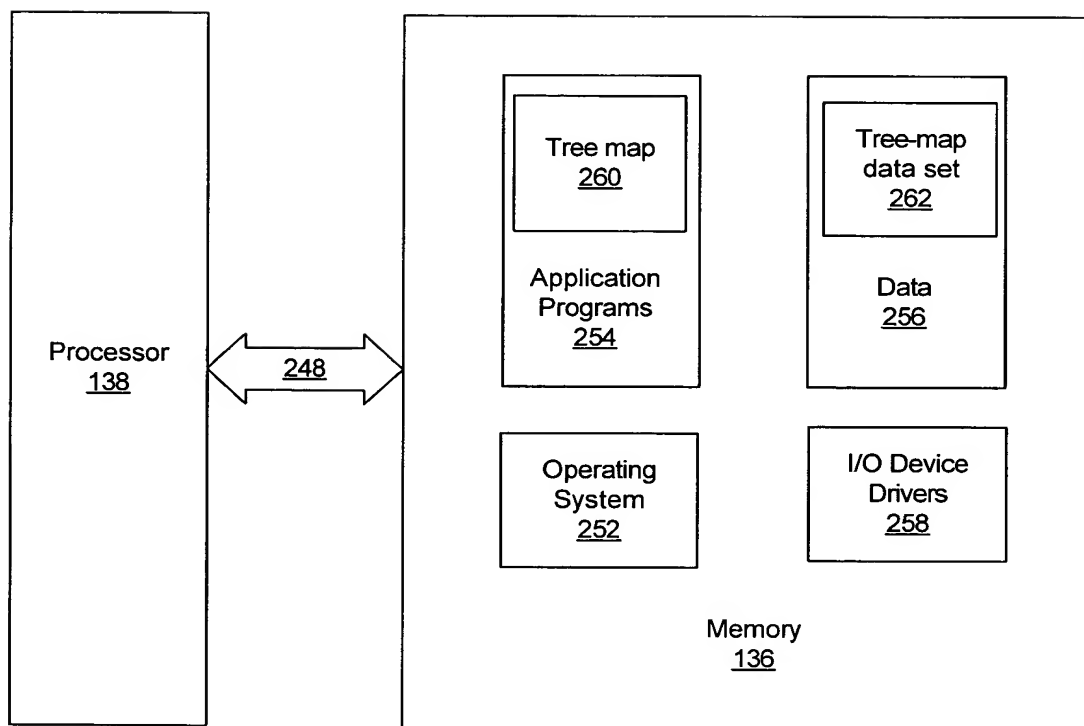 Processor
138
248
Tree map
260
Application
Programs
254
Tree-map
data set
262
Data
256
Operating
System
252
I/O Device
Drivers
258
Memory
136